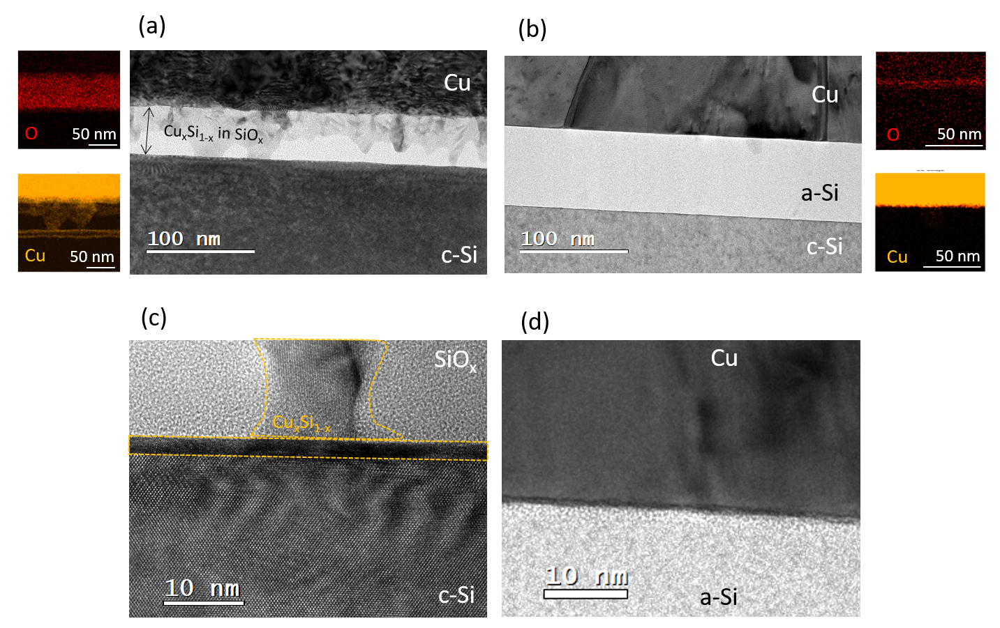 (a)
(b)
O
50 nm
Cu
50 nm
Cu
CuxSi1-x in SiOx
100 nm
c-Si
Cu
a-Si
100 nm
c-Si
O
50 nm
Cu
50 nm
(c)
(d)
SiOx
CuxSi1-x
10 nm
c-Si
Cu
10 nm
a-Si